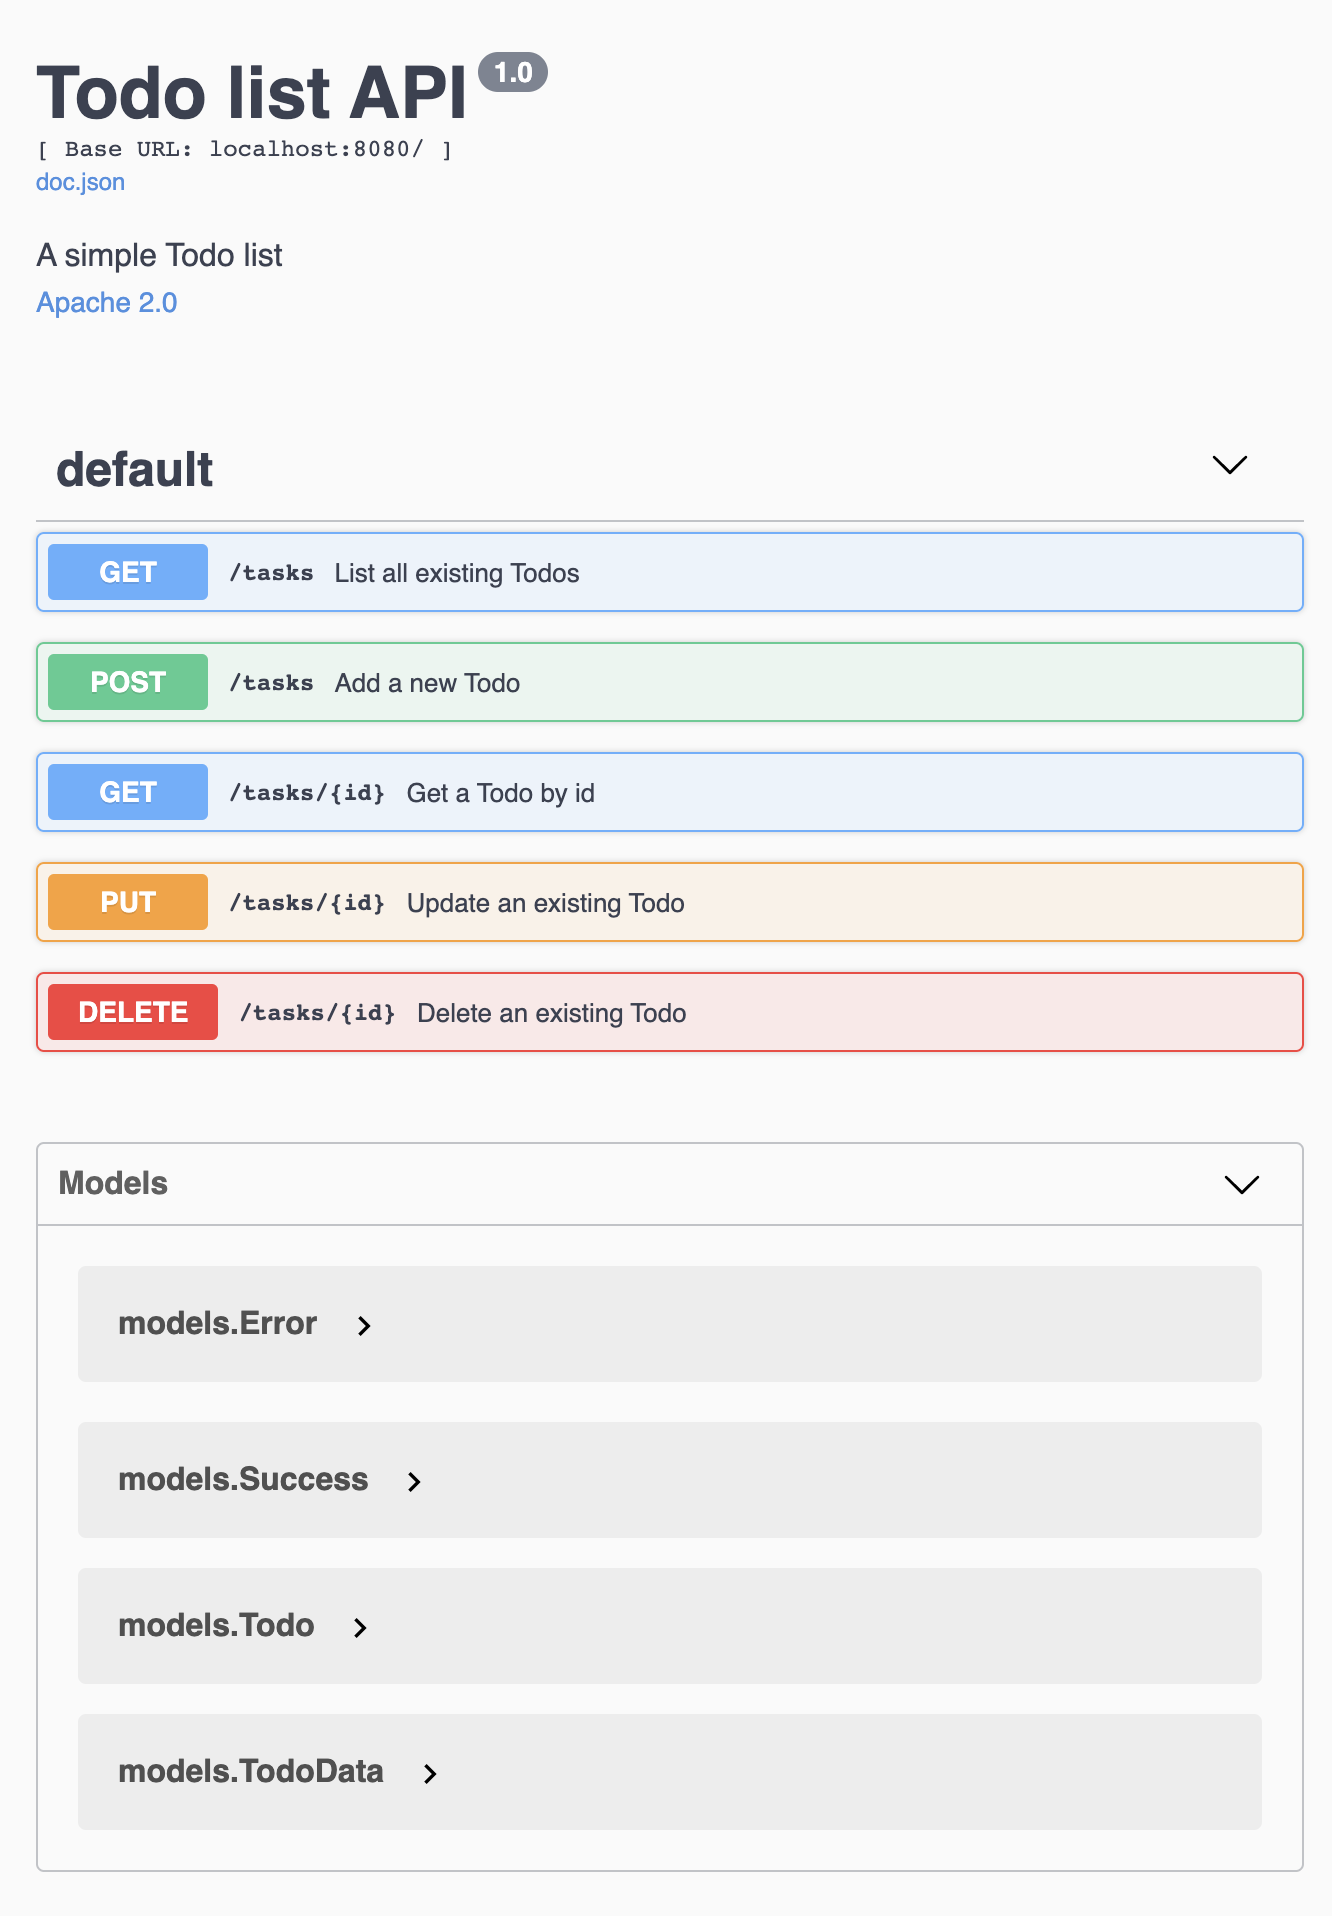 Todo list API 1.0
[ Base URL: localhost:8080/ ]
doc.json
A simple Todo list
Apache 2.0
default
GET /tasks List all existing Todos
POST /tasks Add a new Todo
GET /tasks/{id} Get a Todo by id
PUT /tasks/{id} Update an existing Todo
DELETE /tasks/{id} Delete an existing Todo
Models
models.Error
models.Success
models.Todo
models.TodoData